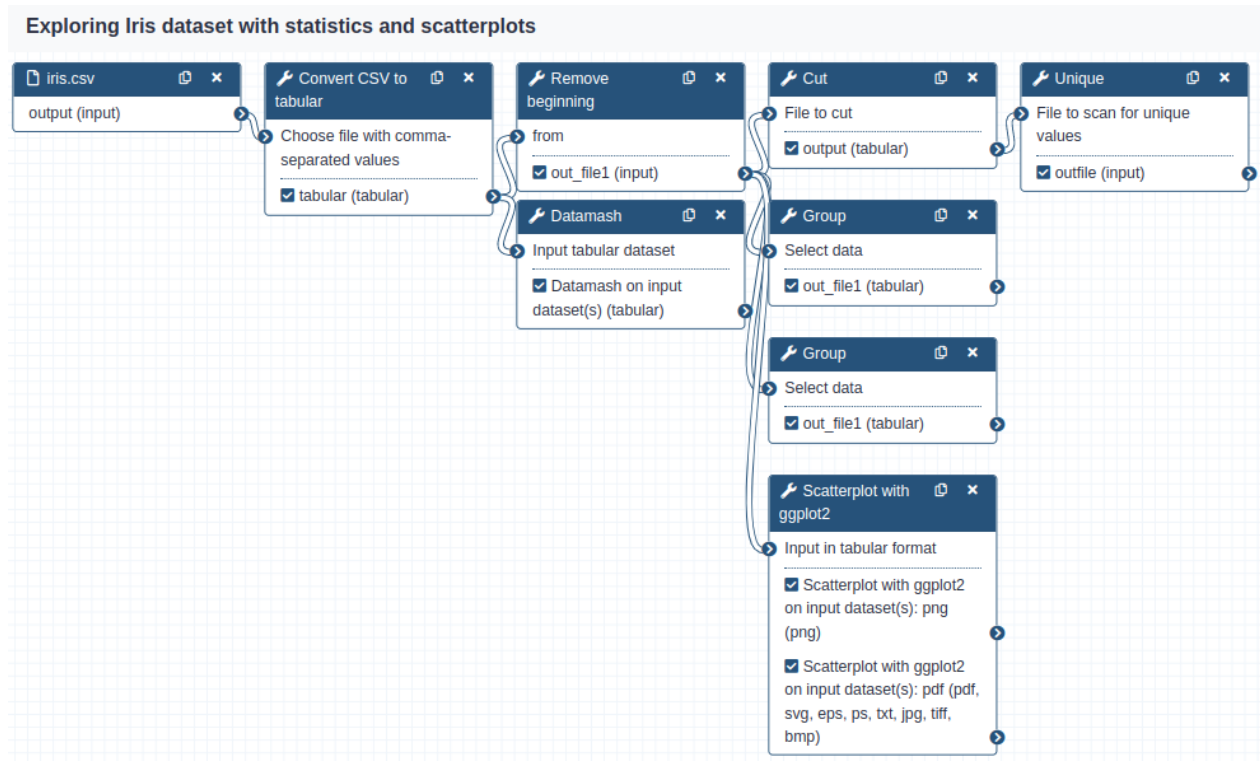 Exploring Iris dataset with statistics and scatterplots
iris.csv
output (input)
Convert CSV to
tabular
Choose file with comma-
separated values
tabular (tabular)
Remove
beginning
from
out_file1 (input)
Datamash
Input tabular dataset
Datamash on input
dataset(s) (tabular)
Cut
File to cut
output (tabular)
Group
Select data
out_file1 (tabular)
Group
Select data
out_file1 (tabular)
Scatterplot with
ggplot2
Input in tabular format
Scatterplot with ggplot2
on input dataset(s): png
(png)
Scatterplot with ggplot2
on input dataset(s): pdf (pdf,
svg, eps, ps, txt, jpg, tiff,
bmp)
Unique
File to scan for unique
values
outfile (input)